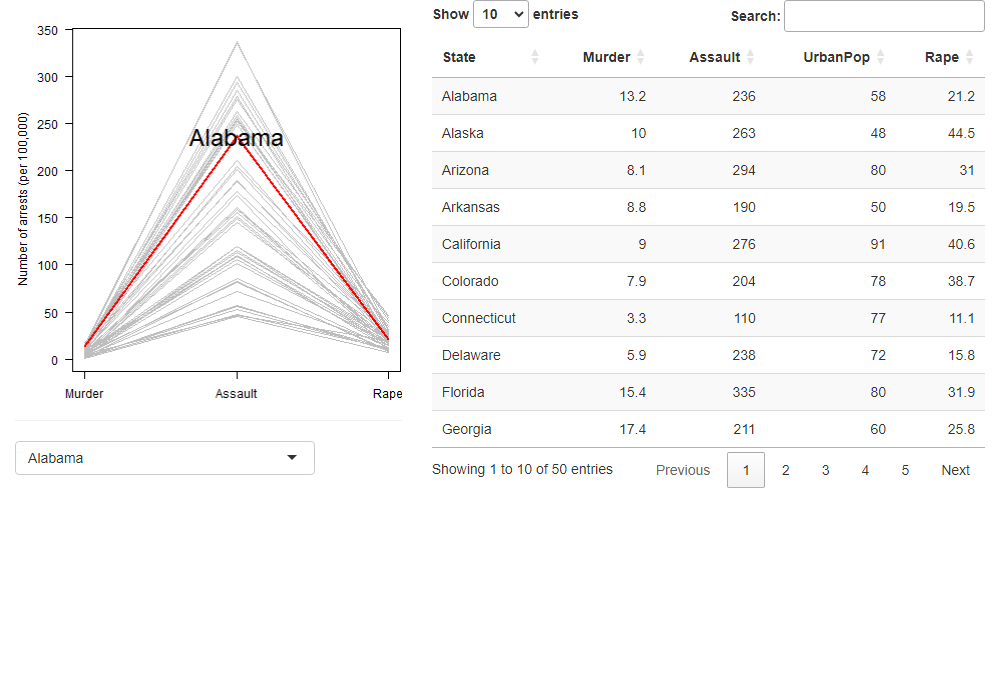 350
300
250
200
150
100
50
0
Number of arrests (per 100,000)
Alabama
Murder Assault Rape
Alabama
Show 10 entries Search:
State Murder Assault UrbanPop Rape
Alabama 13.2 236 58 21.2
Alaska 10 263 48 44.5
Arizona 8.1 294 80 31
Arkansas 8.8 190 50 19.5
California 9 276 91 40.6
Colorado 7.9 204 78 38.7
Connecticut 3.3 110 77 11.1
Delaware 5.9 238 72 15.8
Florida 15.4 335 80 31.9
Georgia 17.4 211 60 25.8
Showing 1 to 10 of 50 entries Previous 1 2 3 4 5 Next